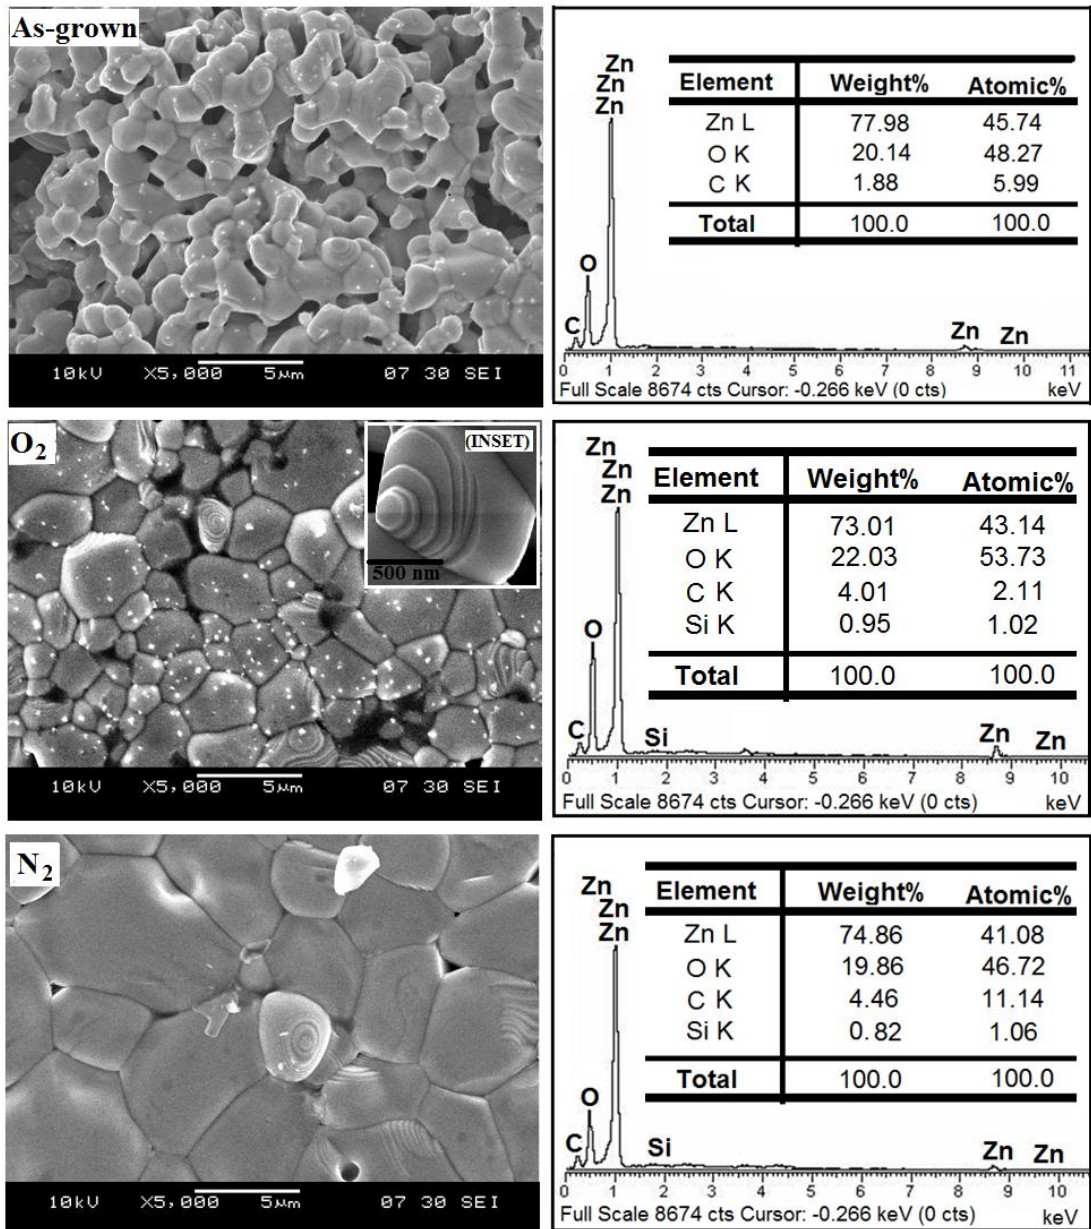 As-grown
10kV X5,000 5μm 07 30 SEI
Element Weight% Atomic%
Zn L 77.98 45.74
O K 20.14 48.27
C K 1.88 5.99
Total 100.0 100.0
Zn
Zn
Zn
O
C
Zn Zn
0 1 2 3 4 5 6 7 8 9 10 11
Full Scale 8674 cts Cursor: -0.266 keV (0 cts) keV
O2
(INSET)
500 nm
10kV X5,000 5μm 07 30 SEI
Element Weight% Atomic%
Zn L 73.01 43.14
O K 22.03 53.73
C K 4.01 2.11
Si K 0.95 1.02
Total 100.0 100.0
Zn
Zn
Zn
O
C Si Zn Zn
0 1 2 3 4 5 6 7 8 9 10
Full Scale 8674 cts Cursor: -0.266 keV (0 cts) keV
N2
10kV X5,000 5μm 07 30 SEI
Element Weight% Atomic%
Zn L 74.86 41.08
O K 19.86 46.72
C K 4.46 11.14
Si K 0.82 1.06
Total 100.0 100.0
Zn
Zn
Zn
O
C Si Zn Zn
0 1 2 3 4 5 6 7 8 9 10
Full Scale 8674 cts Cursor: -0.266 keV (0 cts) keV